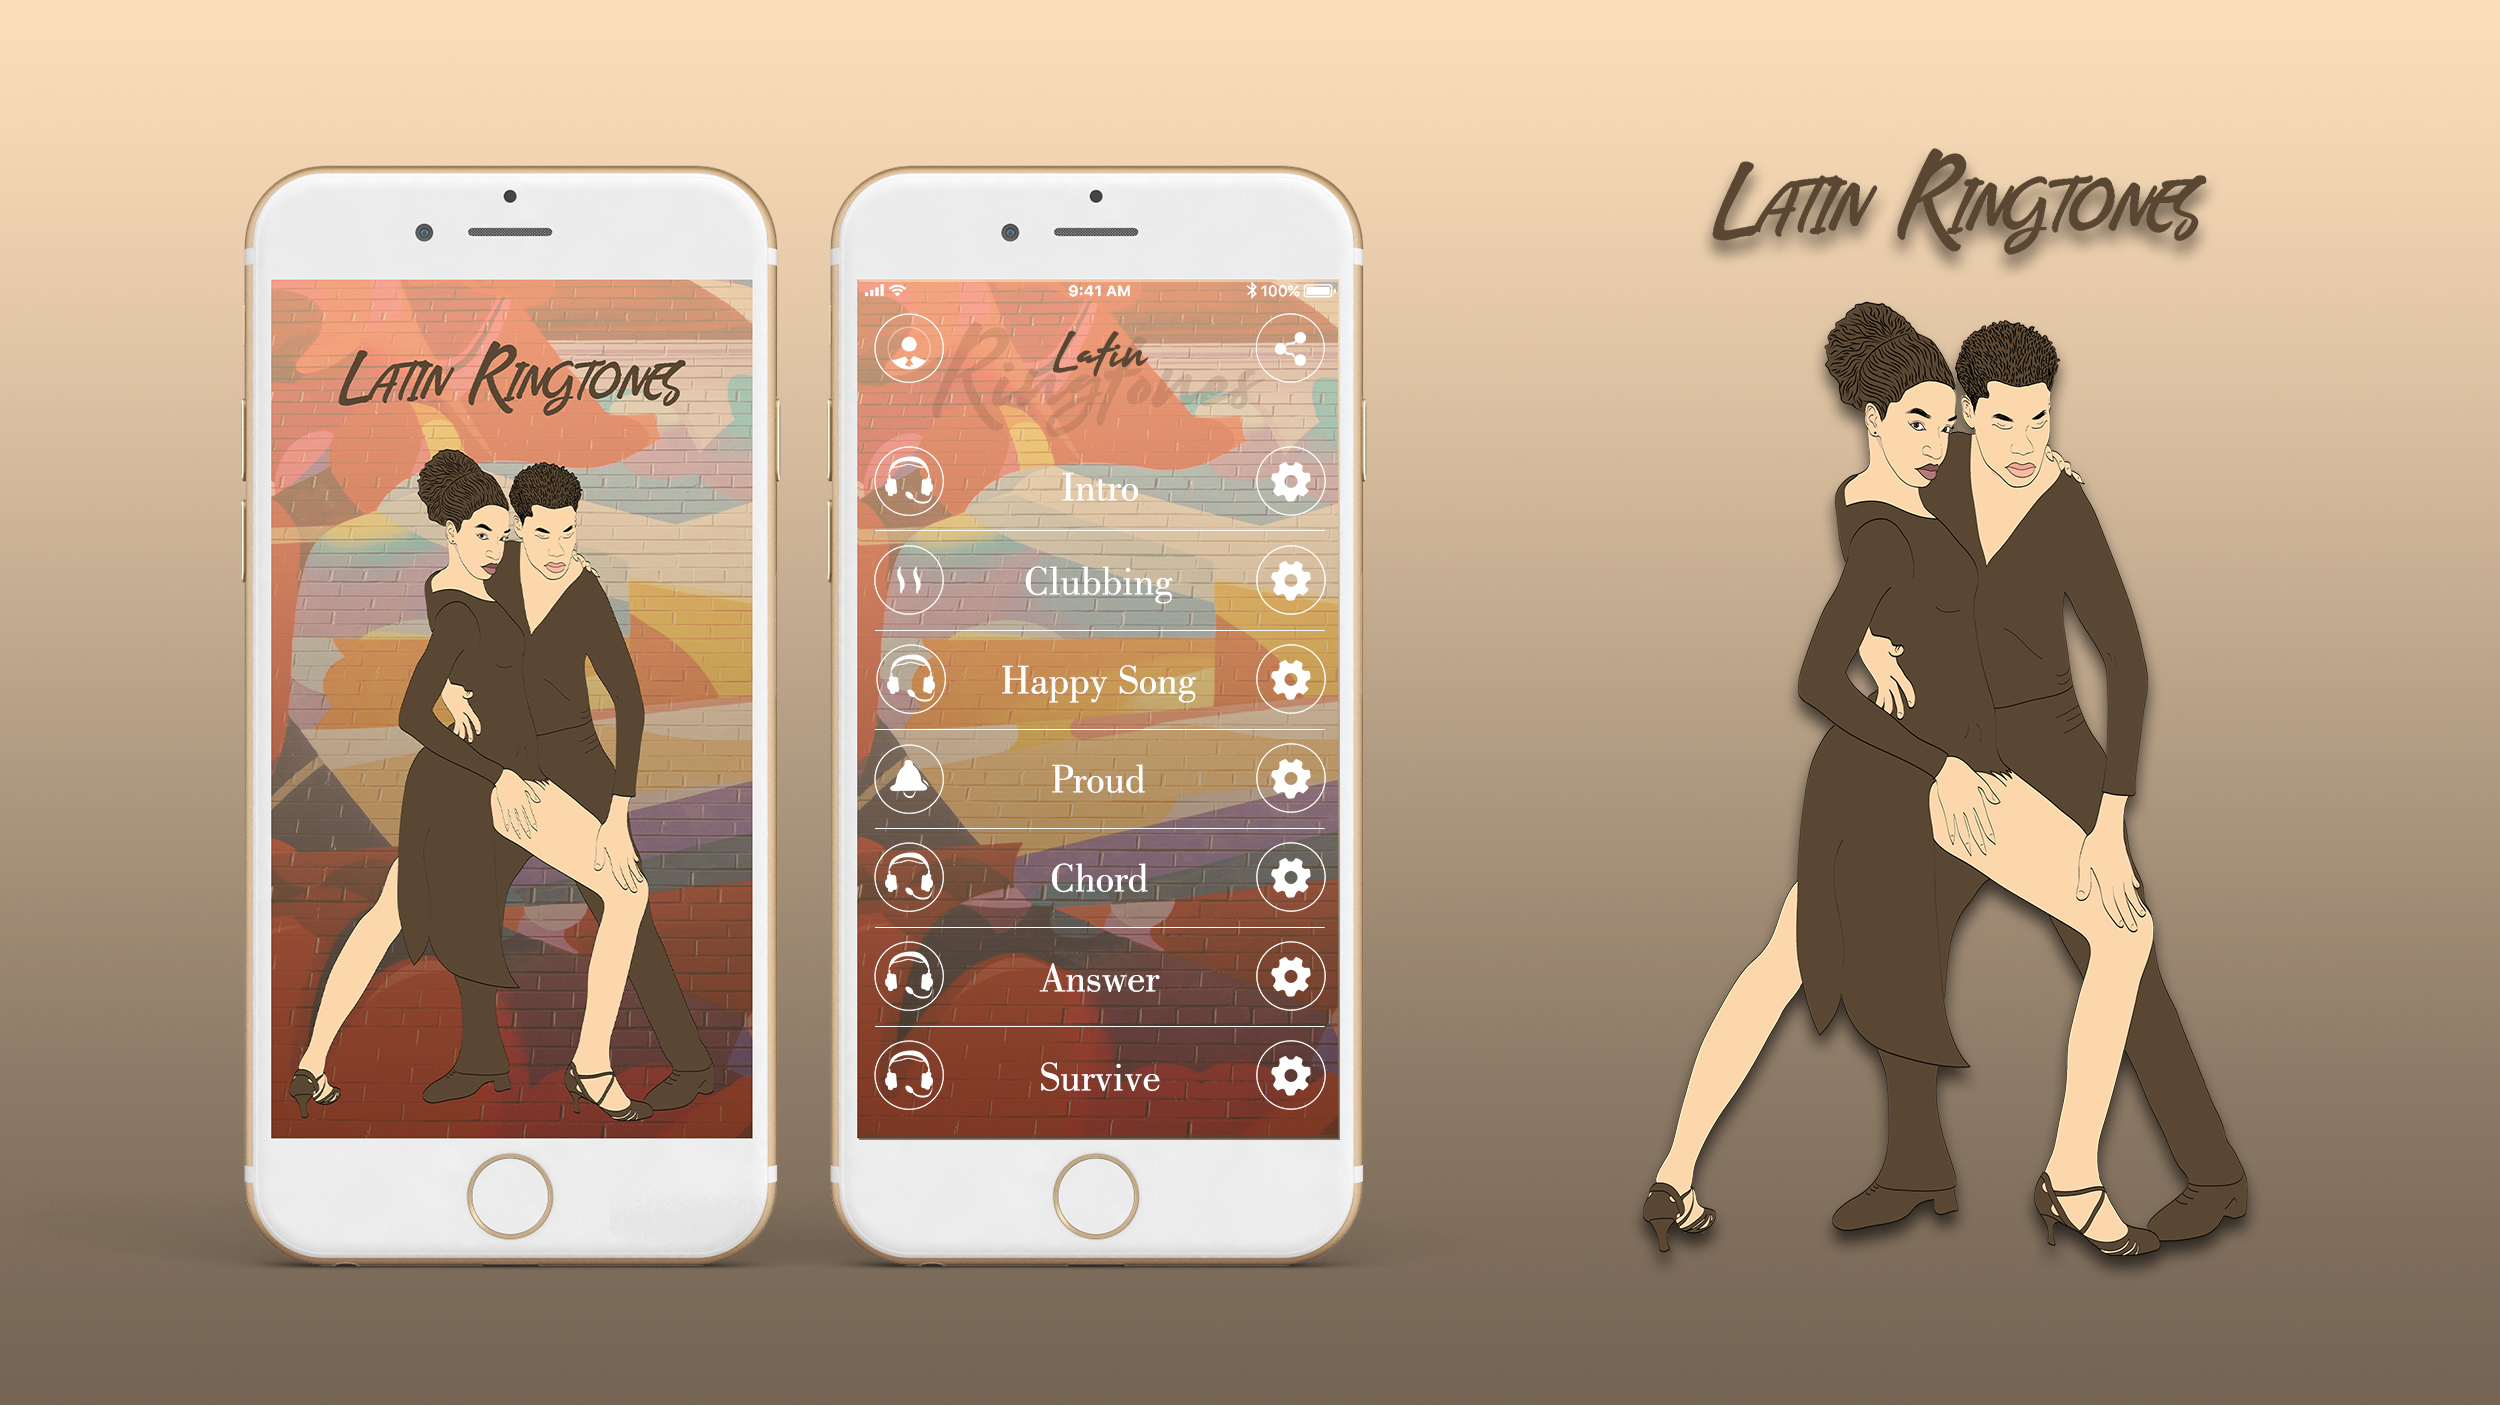 Latin Ringtones
9:41 AM
100%
Latin
Ringtones
Intro
Clubbing
Happy Song
Proud
Chord
Answer
Survive
Latin Ringtones